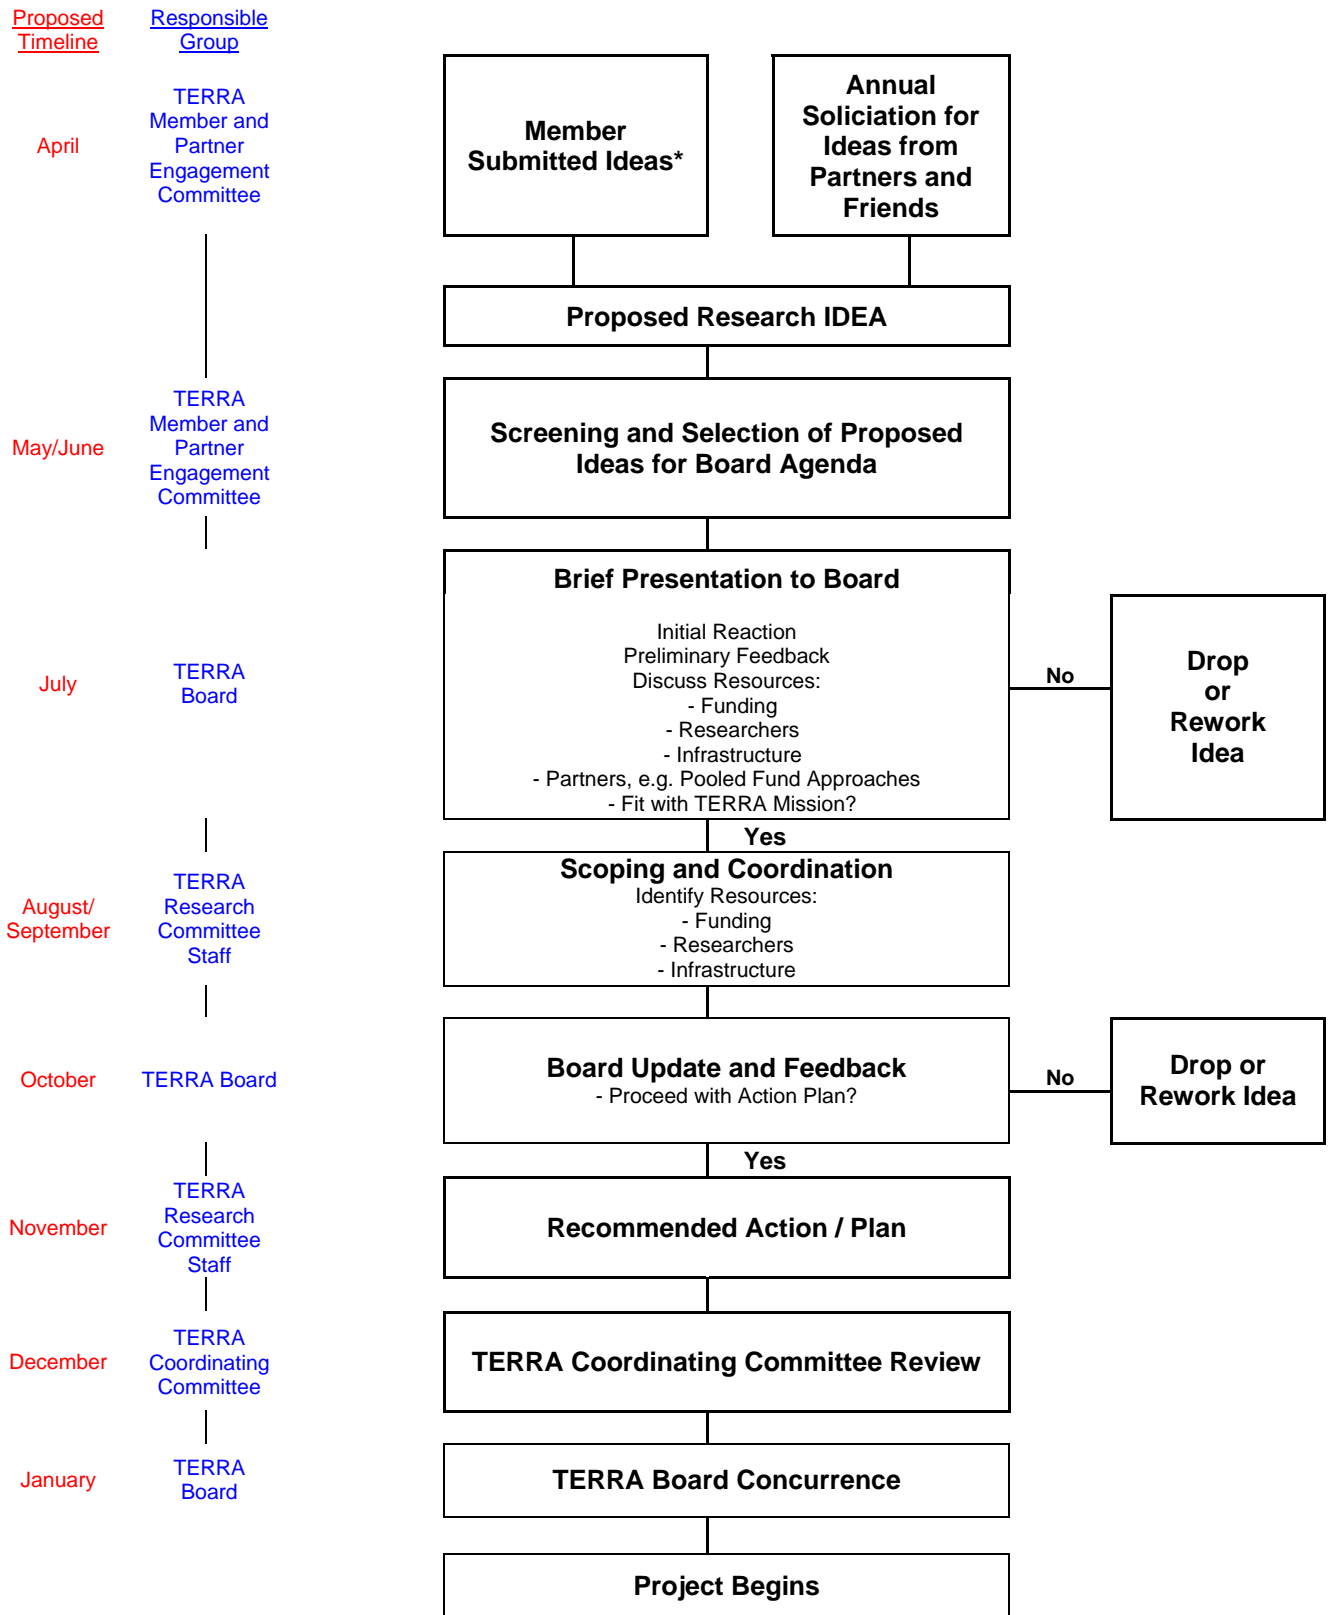 Proposed
Timeline
Responsible
Group
April
TERRA
Member and
Partner
Engagement
Committee
Member
Submitted Ideas*
Annual
Soliciation for
Ideas from
Partners and
Friends
Proposed Research IDEA
May/June
TERRA
Member and
Partner
Engagement
Committee
Screening and Selection of Proposed
Ideas for Board Agenda
July
TERRA
Board
Brief Presentation to Board
Initial Reaction
Preliminary Feedback
Discuss Resources:
- Funding
- Researchers
- Infrastructure
- Partners, e.g. Pooled Fund Approaches
- Fit with TERRA Mission?
No
Drop
or
Rework
Idea
Yes
August/
September
TERRA
Research
Committee
Staff
Scoping and Coordination
Identify Resources:
- Funding
- Researchers
- Infrastructure
October
TERRA Board
Board Update and Feedback
- Proceed with Action Plan?
No
Drop or
Rework Idea
Yes
November
TERRA
Research
Committee
Staff
Recommended Action / Plan
December
TERRA
Coordinating
Committee
TERRA Coordinating Committee Review
January
TERRA
Board
TERRA Board Concurrence
Project Begins